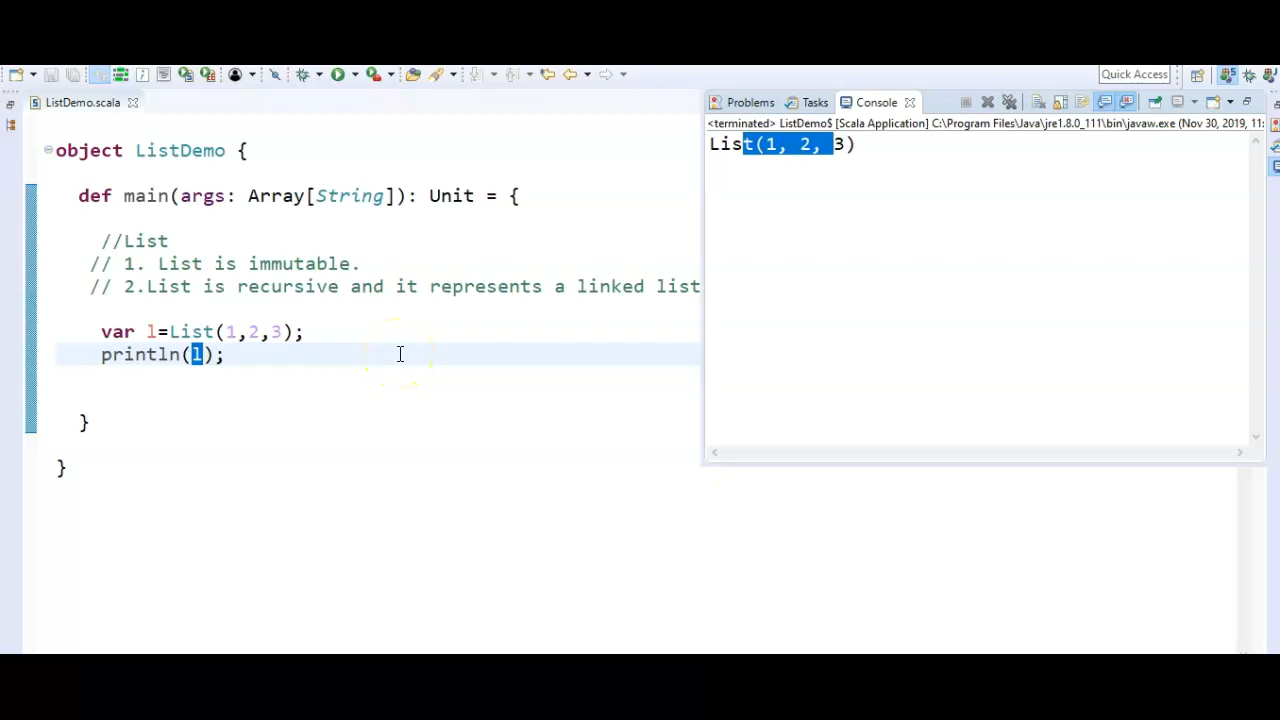 Quick Access
ListDemo.scala
Problems Tasks Console
<terminated> ListDemo$ [Scala Application] C:\Program Files\Java\jre1.8.0_111\bin\javaw.exe (Nov 30, 2019, 11:
List(1, 2, 3)
object ListDemo {
def main(args: Array[String]): Unit = {
//List
// 1. List is immutable.
// 2.List is recursive and it represents a linked list
var l=List(1,2,3);
println(l);
}
}